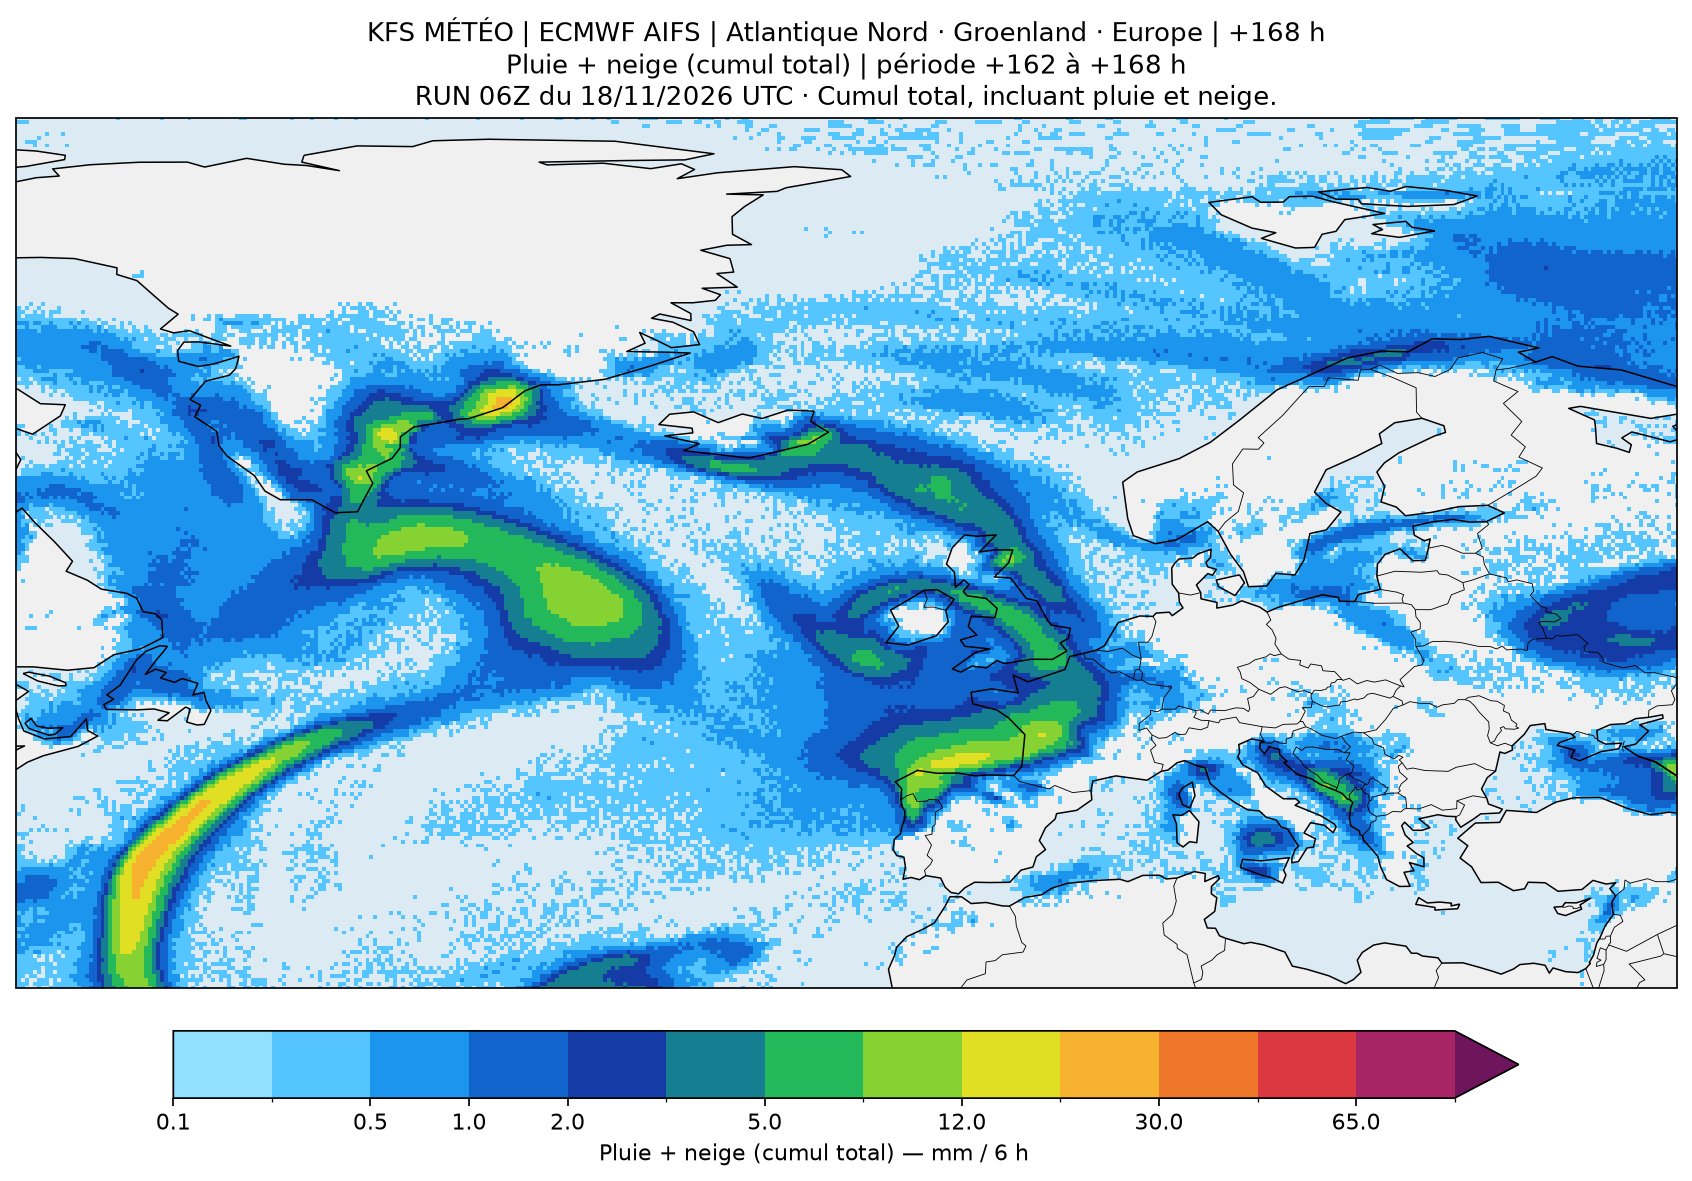 KFS MÉTÉO | ECMWF AIFS | Atlantique Nord · Groenland · Europe | +168 h
Pluie + neige (cumul total) | période +162 à +168 h
RUN 06Z du 18/11/2026 UTC · Cumul total, incluant pluie et neige.
0.1 0.5 1.0 2.0 5.0 12.0 30.0 65.0
Pluie + neige (cumul total) — mm / 6 h